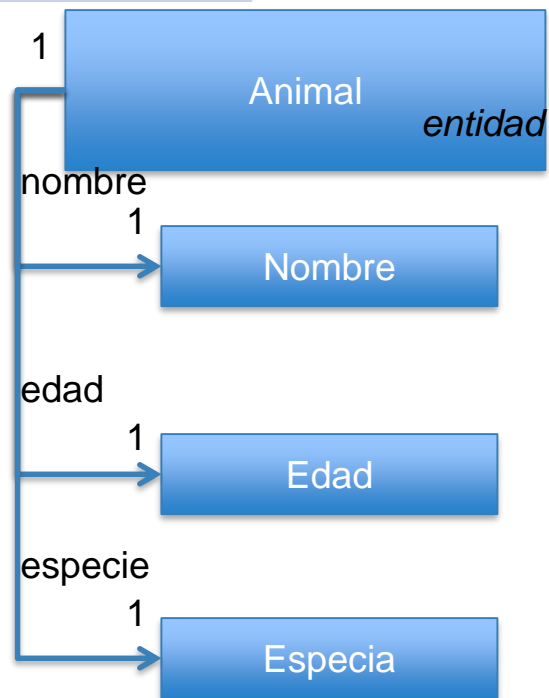 1
Animal
entidad
nombre
1
Nombre
edad
1
Edad
especie
1
Especia